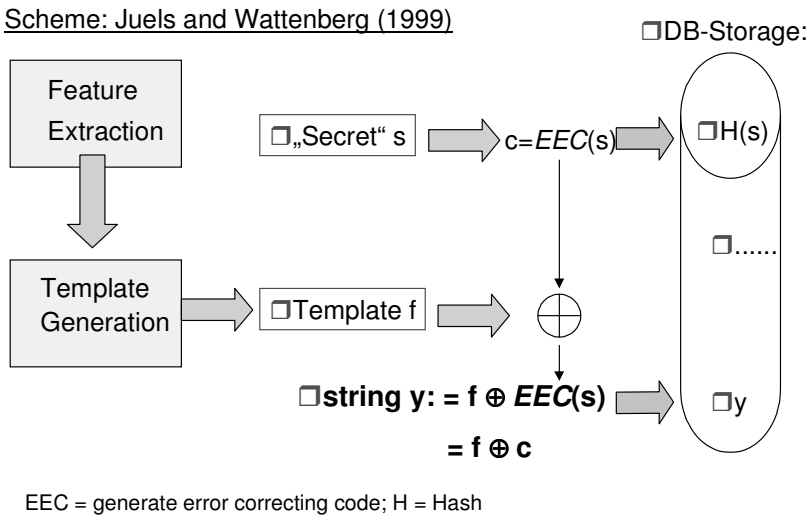 Scheme: Juels and Wattenberg (1999)
❒DB-Storage:
Feature
Extraction
❒„Secret“ s
c=EEC(s)
❒H(s)
❒......
Template
Generation
❒Template f
❒string y: = f ⊕ EEC(s)
= f ⊕ c
❒y
EEC = generate error correcting code; H = Hash